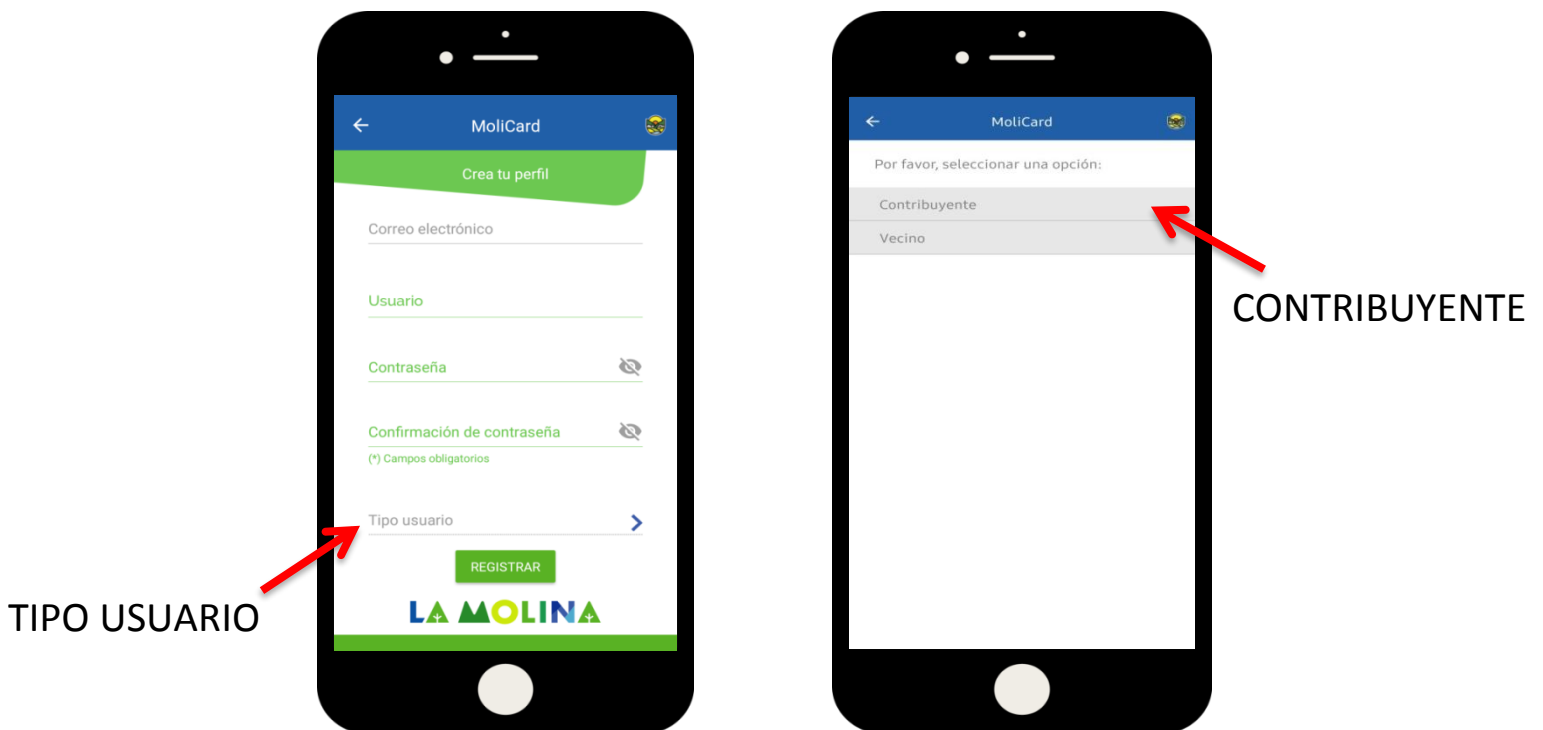 MoliCard
Crea tu perfil
Correo electrónico
Usuario
Contraseña
Confirmación de contraseña
(*) Campos obligatorios
Tipo usuario
REGISTRAR
LA MOLINA
TIPO USUARIO
MoliCard
Por favor, seleccionar una opción:
Contribuyente
Vecino
CONTRIBUYENTE